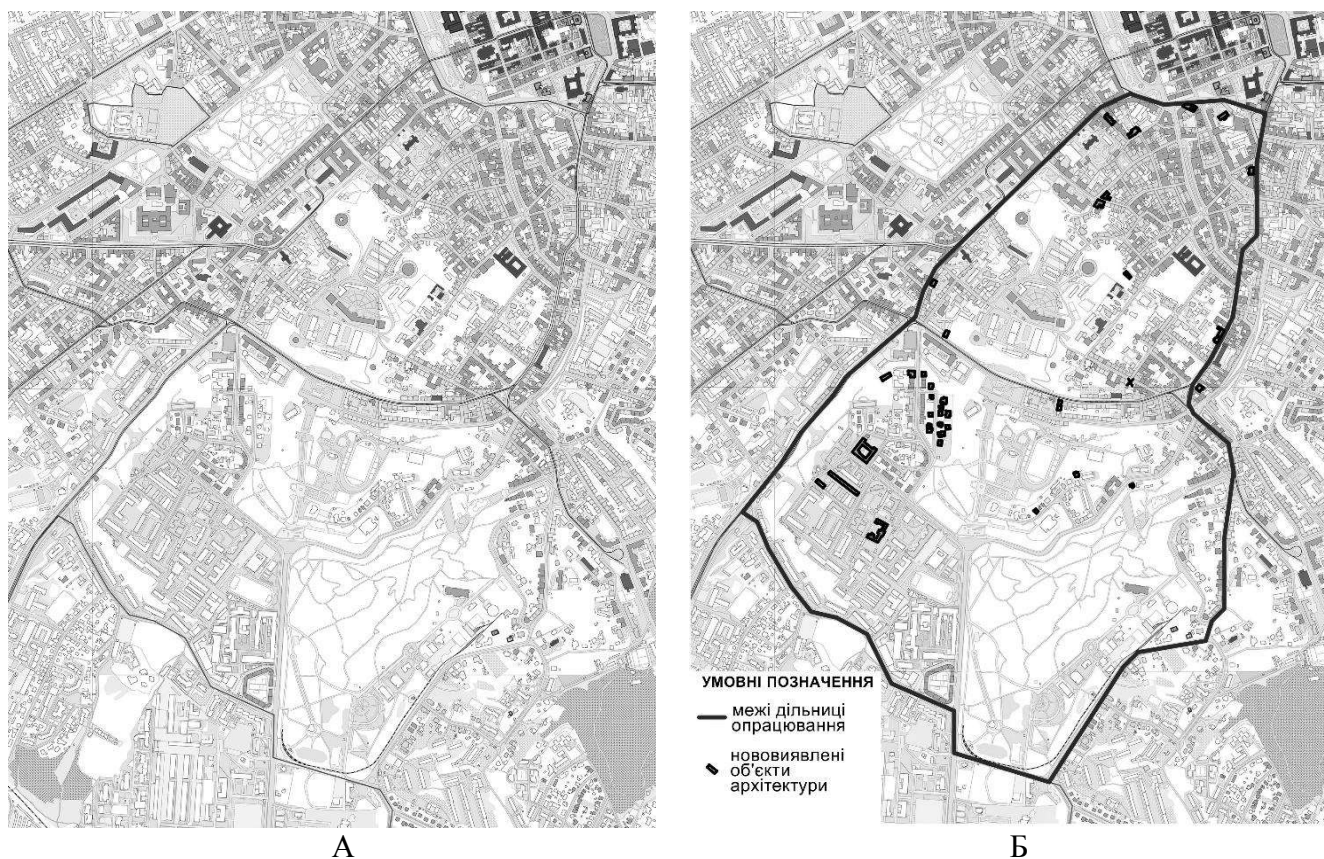 УМОВНІ ПОЗНАЧЕННЯ
межі дільниці
опрацювання
нововиявлені
об'єкти
архітектури
А
Б